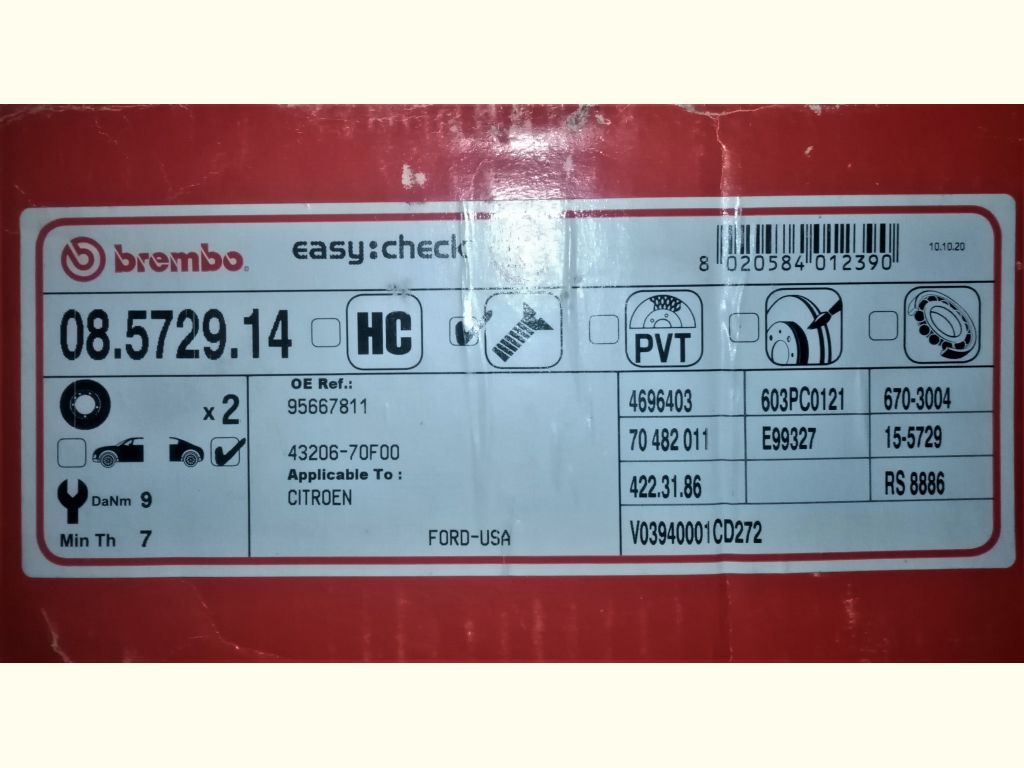 brembo.
easy:check
8 020584 012390
10.10.20
08.5729.14
HC
PVT
x 2
DaNm 9
Min Th 7
OE Ref.:
95667811
43206-70F00
Applicable To :
CITROEN
FORD-USA
4696403 603PC0121 670-3004
70 482 011 E99327 15-5729
422.31.86 RS 8886
V03940001CD272